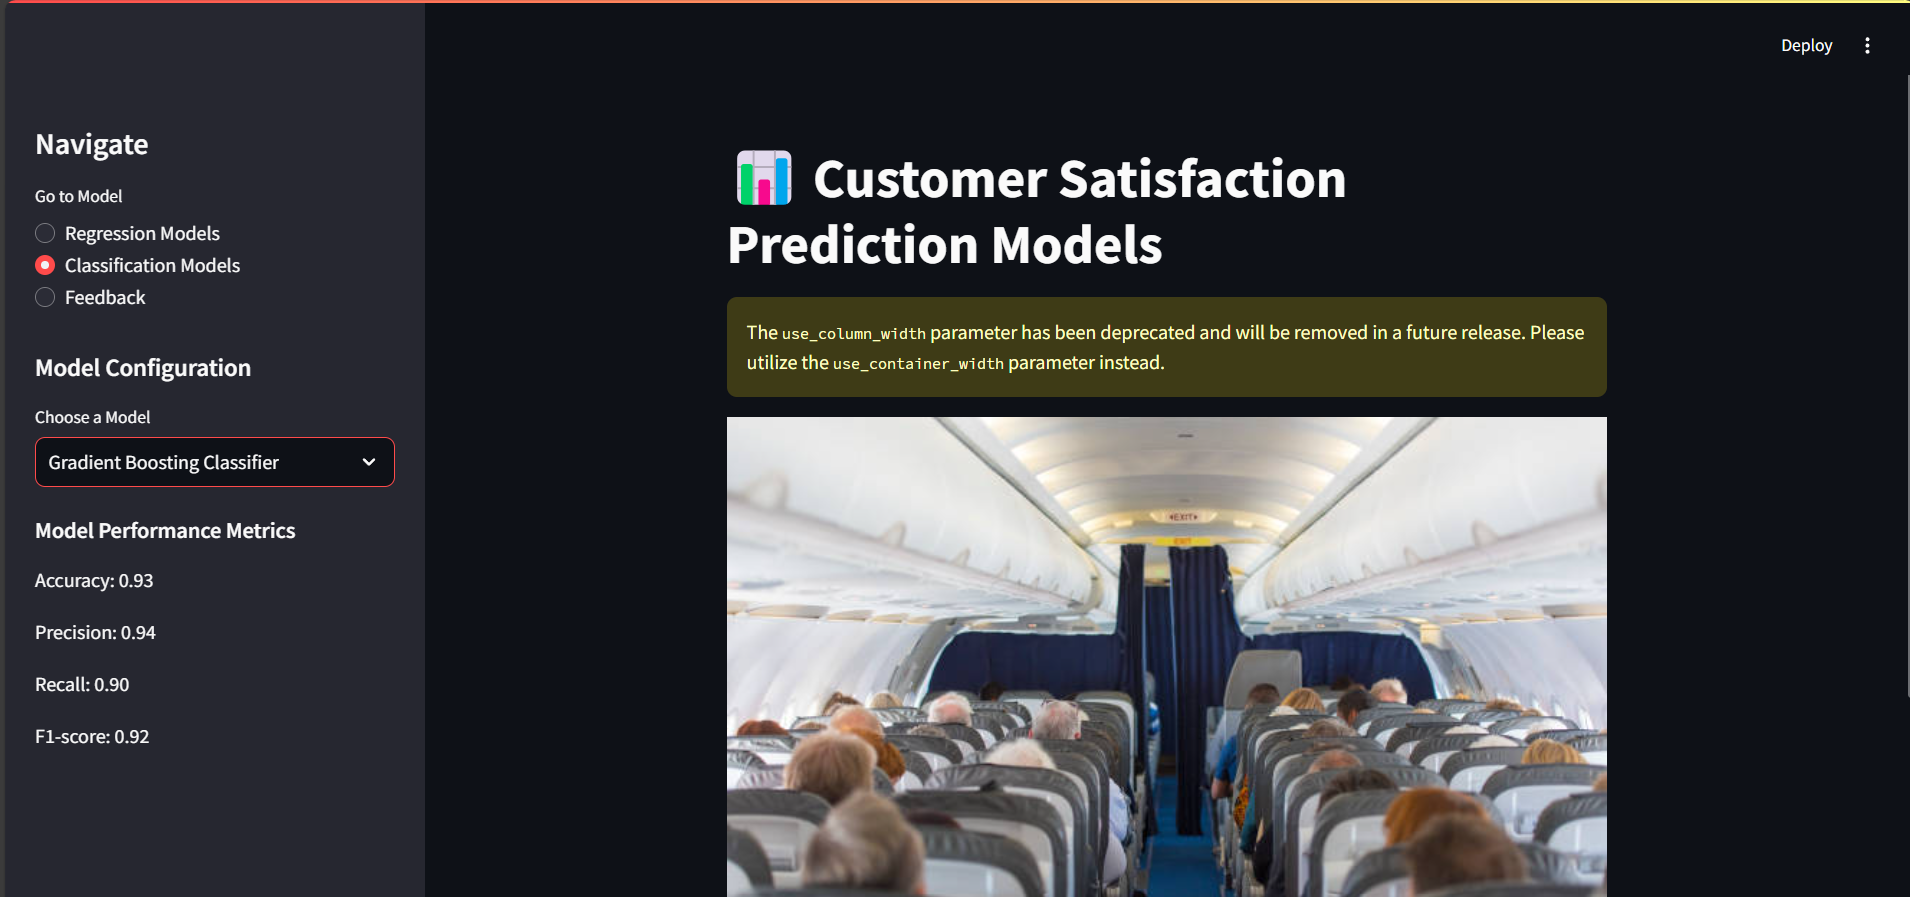 Deploy
Navigate
Go to Model
Regression Models
Classification Models
Feedback
Model Configuration
Choose a Model
Gradient Boosting Classifier
Model Performance Metrics
Accuracy: 0.93
Precision: 0.94
Recall: 0.90
F1-score: 0.92
Customer Satisfaction
Prediction Models
The use_column_width parameter has been deprecated and will be removed in a future release. Please
utilize the use_container_width parameter instead.
EXIT
EXIT